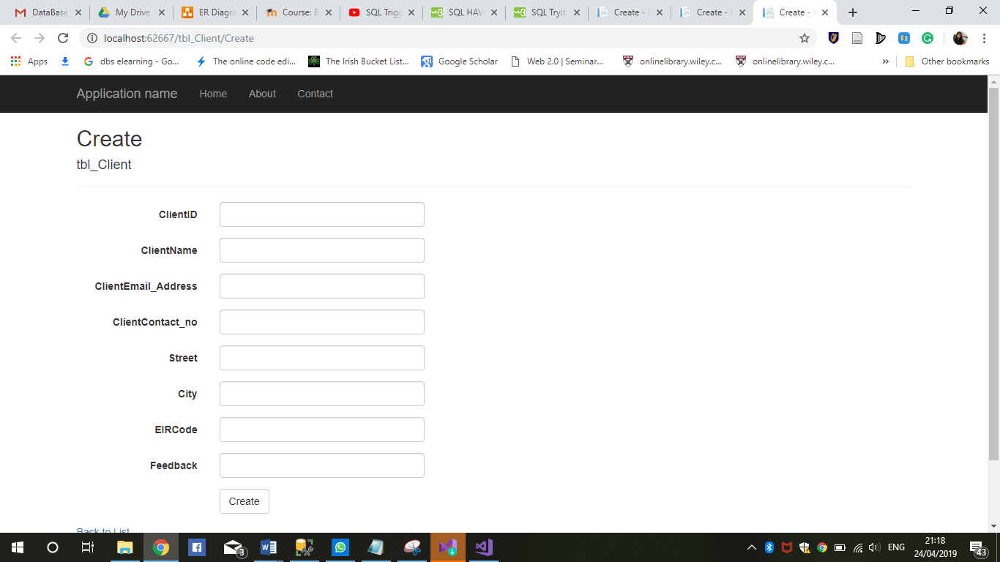 DataBase My Drive ER Diagra Course: B SQL Trigg SQL HAV SQL Tryit Create - Create - Create -
localhost:62667/tbl_Client/Create
Apps dbs elearning - Go... The online code edi... The Irish Bucket List... Google Scholar Web 2.0 | Seminar... onlinelibrary.wiley.c... onlinelibrary.wiley.c... » Other bookmarks
Application name Home About Contact
Create
tbl_Client
ClientID
ClientName
ClientEmail_Address
ClientContact_no
Street
City
EIRCode
Feedback
Create
Back to List
3 ENG 21:18
24/04/2019 43